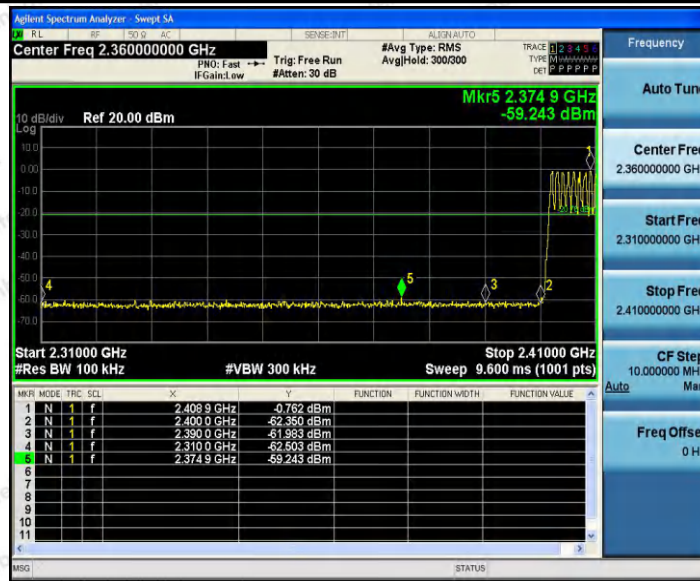 Agilent Spectrum Analyzer - Swept SA
RL RF 50 Ω AC SENSE:INT ALIGN AUTO
Center Freq 2.360000000 GHz
PNO: Fast
IFGain:Low
Trig: Free Run
#Atten: 30 dB
#Avg Type: RMS
Avg|Hold: 300/300
TRACE 1 2 3 4 5 6
TYPE M
DET P P P P P P
Mkr5 2.374 9 GHz
-59.243 dBm
10 dB/div Ref 20.00 dBm
Log
10.0
0.00
-10.0
-20.0
-30.0
-40.0
-50.0
-60.0
-70.0
1
2
3
4
5
Start 2.31000 GHz Stop 2.41000 GHz
#Res BW 100 kHz #VBW 300 kHz Sweep 9.600 ms (1001 pts)
MKR MODE TRC SCL X Y FUNCTION FUNCTION WIDTH FUNCTION VALUE
1 N 1 f 2.408 9 GHz -0.762 dBm
2 N 1 f 2.400 0 GHz -62.350 dBm
3 N 1 f 2.390 0 GHz -61.983 dBm
4 N 1 f 2.310 0 GHz -62.503 dBm
5 N 1 f 2.374 9 GHz -59.243 dBm
6
7
8
9
10
11
MSG STATUS
Frequency
Auto Tun
Center Fre
2.360000000 GH
Start Fre
2.310000000 GH
Stop Fre
2.410000000 GH
CF Step
10.000000 MH
Auto Ma
Freq Offse
0 H